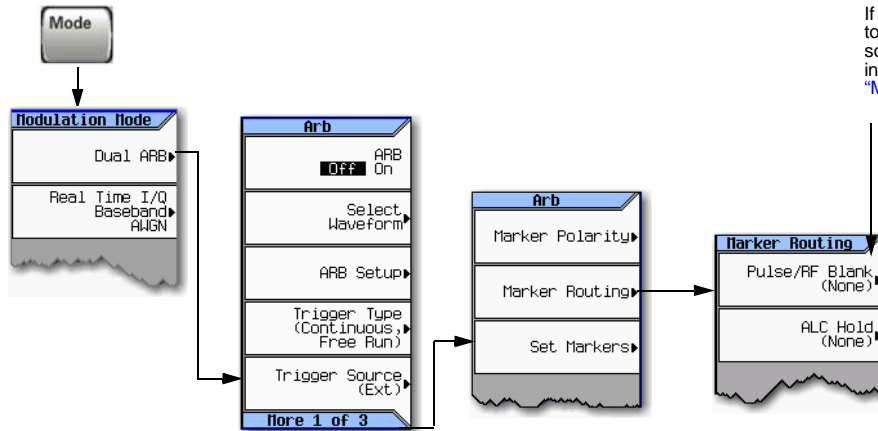 Mode
If
to
so
in
"M
Modulation Mode
Dual ARB
Real Time I/Q
Baseband
AWGN
Arb
ARB
Off On
Select
Waveform
ARB Setup
Trigger Type
(Continuous,
Free Run)
Trigger Source
(Ext)
More 1 of 3
Arb
Marker Polarity
Marker Routing
Set Markers
Marker Routing
Pulse/RF Blank
(None)
ALC Hold
(None)